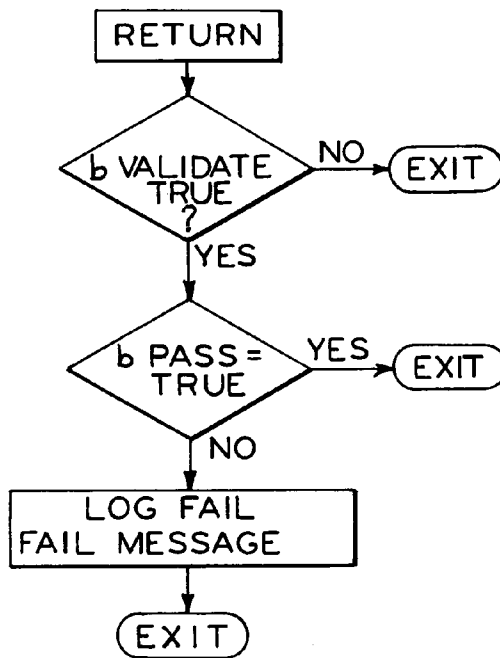 RETURN
b VALIDATE
TRUE
?
NO
EXIT
YES
b PASS =
TRUE
YES
EXIT
NO
LOG FAIL
FAIL MESSAGE
EXIT